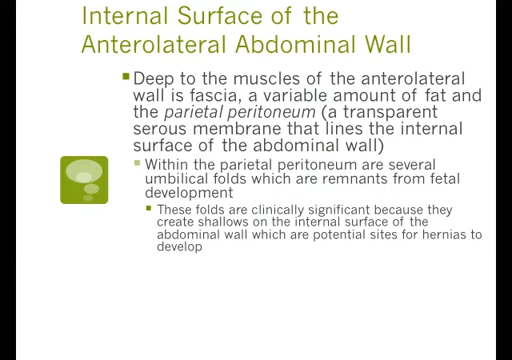 Internal Surface of the
Anterolateral Abdominal Wall
Deep to the muscles of the anterolateral
wall is fascia, a variable amount of fat and
the parietal peritoneum (a transparent
serous membrane that lines the internal
surface of the abdominal wall)
Within the parietal peritoneum are several
umbilical folds which are remnants from fetal
development
These folds are clinically significant because they
create shallows on the internal surface of the
abdominal wall which are potential sites for hernias to
develop